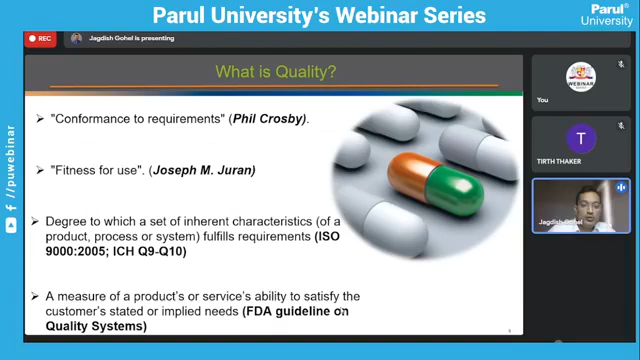 Parul University's Webinar Series
Parul®
University
REC
Jagdish Gohel is presenting
What is Quality?
➢ "Conformance to requirements" (Phil Crosby).
➢ "Fitness for use". (Joseph M. Juran)
➢ Degree to which a set of inherent characteristics (of a
product, process or system) fulfills requirements (ISO
9000:2005; ICH Q9-Q10)
➢ A measure of a product's or service's ability to satisfy the
customer's stated or implied needs (FDA guideline on
Quality Systems)
WEBINAR
You
T
TIRTH THAKER
Jagdish Gohel
/puwebinar